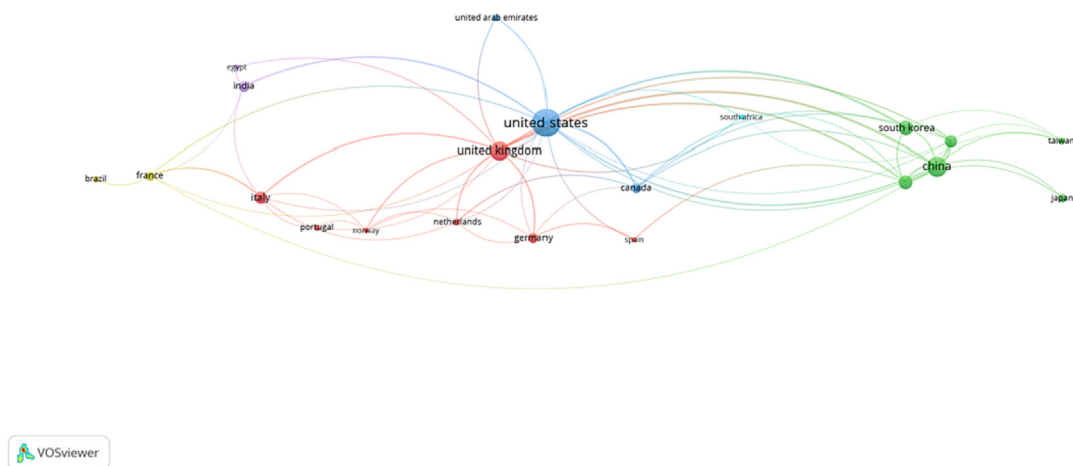 united arab emirates
egypt
india
united states
south africa
south korea
taiwan
united kingdom
china
brazil
france
canada
italy
japan
portugal
norway
netherlands
germany
spain
VOSviewer